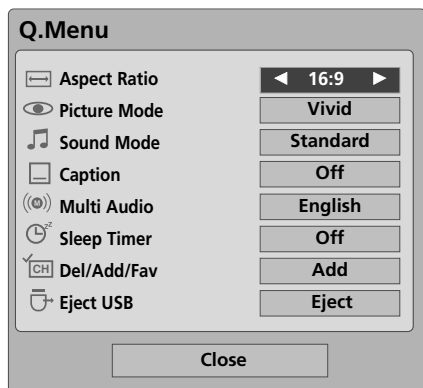 Q.Menu
Aspect Ratio ◄ 16:9 ►
Picture Mode Vivid
Sound Mode Standard
Caption Off
((M)) Multi Audio English
zz Sleep Timer Off
CH Del/Add/Fav Add
Eject USB Eject
Close